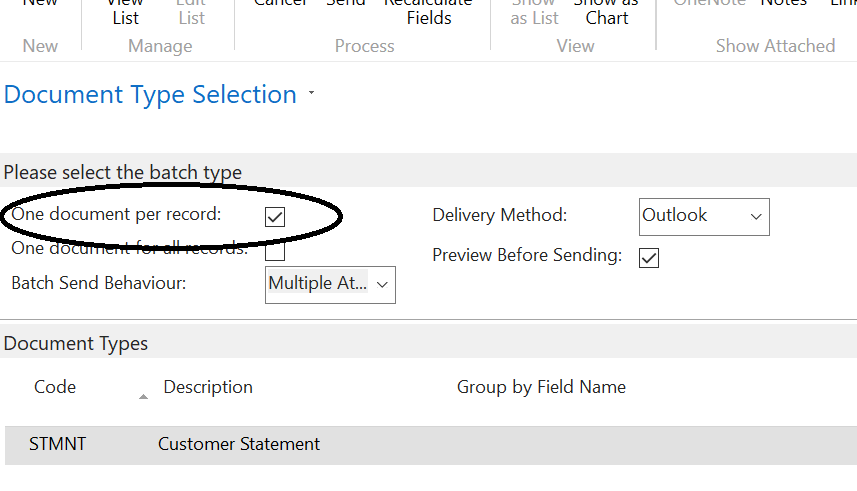 New View Edit Cancel Send Recalculate Show Show as OneNote Notes Link
List List Fields as List Chart
New Manage Process View Show Attached
Document Type Selection
Please select the batch type
One document per record: Delivery Method: Outlook
One document for all records: Preview Before Sending:
Batch Send Behaviour: Multiple At...
Document Types
Code Description Group by Field Name
STMNT Customer Statement